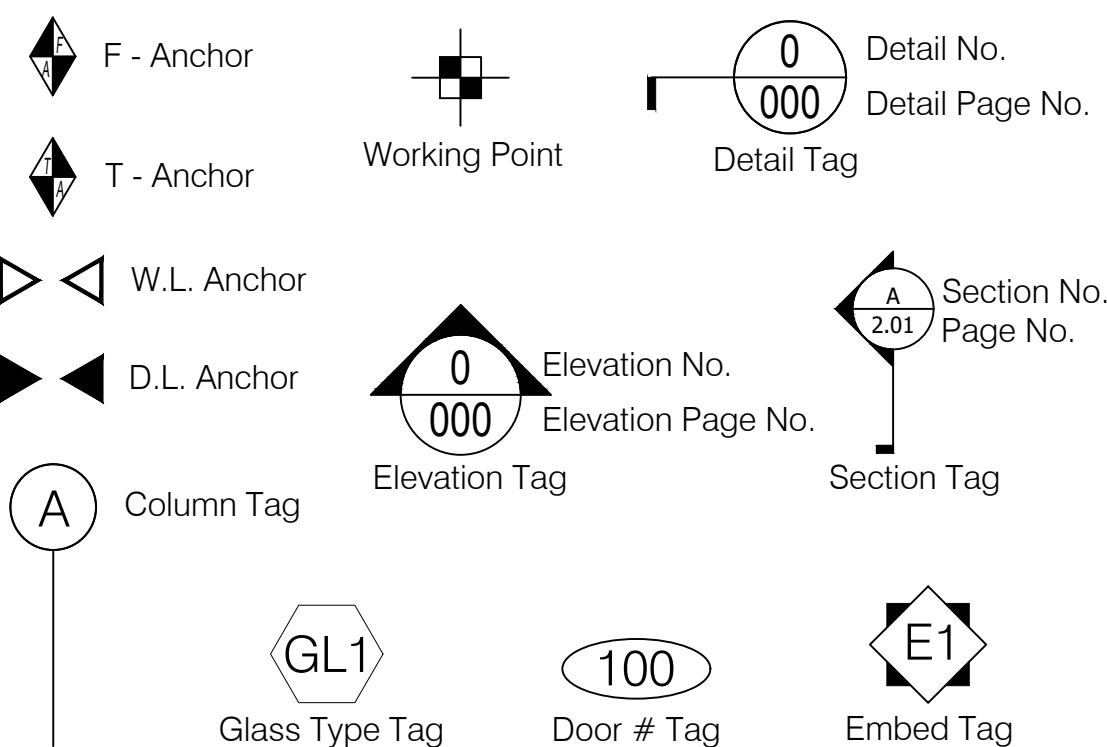 F
A
F - Anchor
Working Point
0
000
Detail No.
Detail Page No.
Detail Tag
T
A
T - Anchor
W.L. Anchor
D.L. Anchor
0
000
Elevation No.
Elevation Page No.
Elevation Tag
A
2.01
Section No.
Page No.
Section Tag
A
Column Tag
GL1
Glass Type Tag
100
Door # Tag
E1
Embed Tag